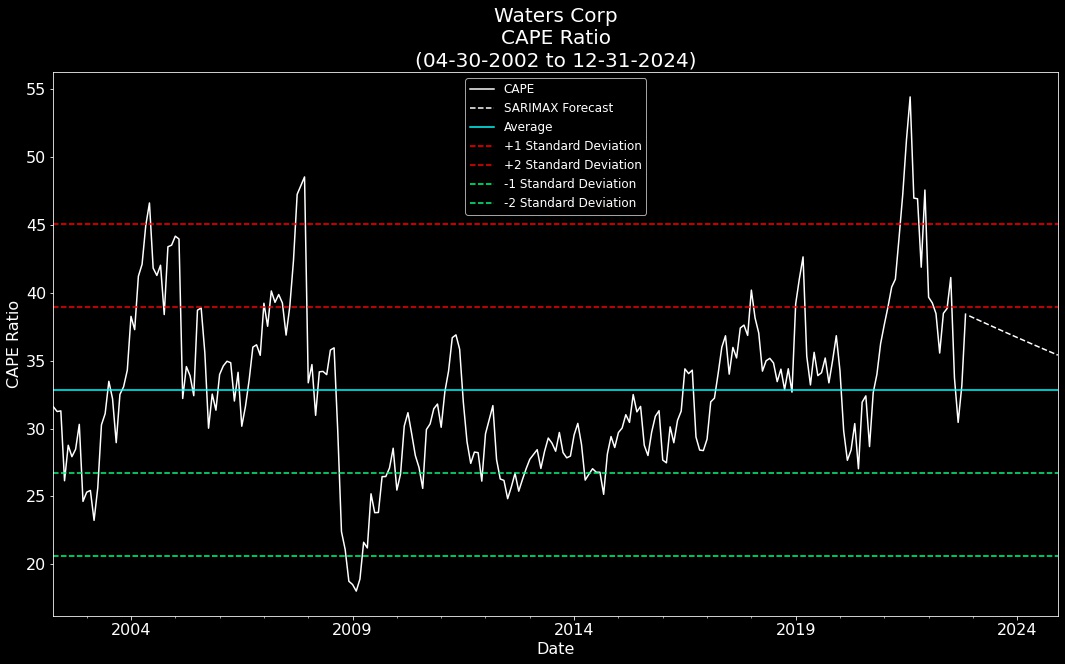 Waters Corp
CAPE Ratio
(04-30-2002 to 12-31-2024)
CAPE
SARIMAX Forecast
Average
+1 Standard Deviation
+2 Standard Deviation
-1 Standard Deviation
-2 Standard Deviation
55
50
45
40
35
30
25
20
CAPE Ratio
2004
2009
2014
2019
2024
Date